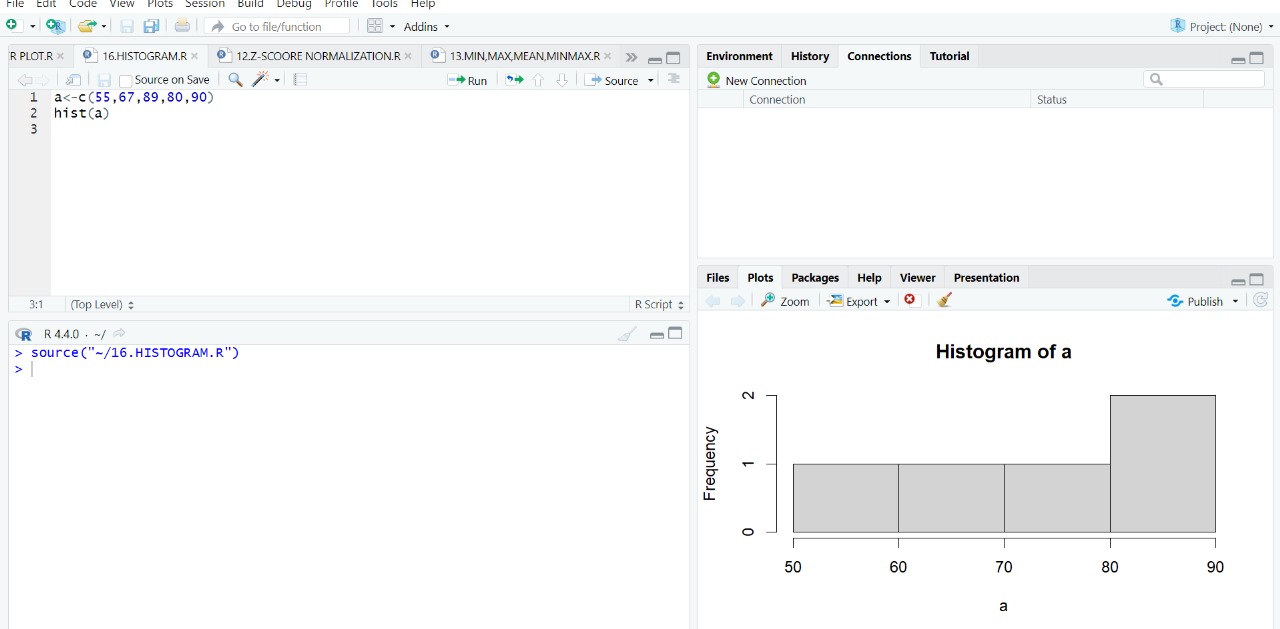 File Edit Code View Plots Session Build Debug Profile Tools Help
Go to file/function Addins Project: (None)
R PLOT.R 16.HISTOGRAM.R 12.Z-SCOORE NORMALIZATION.R 13.MIN,MAX,MEAN,MINMAX.R
Source on Save Run Source
1 a<-c(55,67,89,80,90)
2 hist(a)
3
3:1 (Top Level) R Script
R 4.4.0 · ~/
> source("~/16.HISTOGRAM.R")
>
Environment History Connections Tutorial
New Connection
Connection Status
Files Plots Packages Help Viewer Presentation
Zoom Export Publish
Histogram of a
Frequency
2
1
0
50 60 70 80 90
a